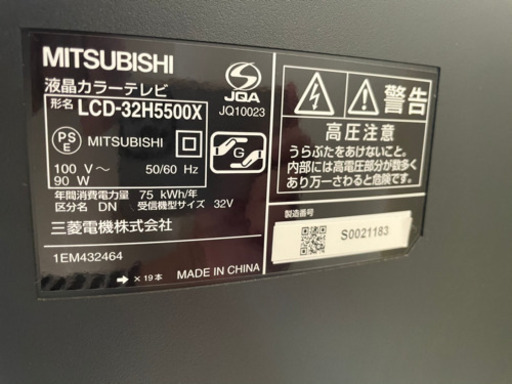 MITSUBISHI
液晶カラーテレビ
形名 LCD-32H5500X
PS E MITSUBISHI
100 V～ 50/60 Hz
90 W
年間消費電力量 75 kWh/年
区分名 DN 受信機型サイズ 32V
三菱電機株式会社
1EM432464
→ ×19本
MADE IN CHINA
JQA
JQ10023
G
警告
高圧注意
うらぶたをあけないこと。
内部には高電圧部分が数多く
あり万一さわると危険です。
製造番号
S0021183